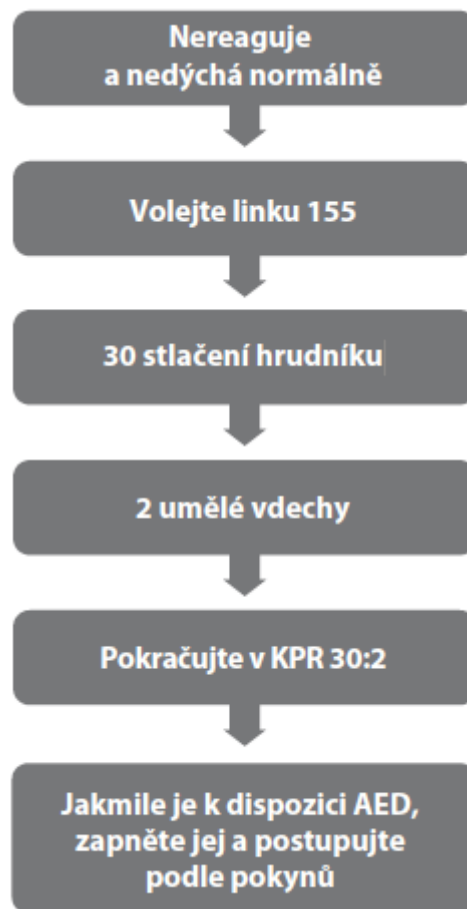 Nereaguje
a nedýchá normálně
Volejte linku 155
30 stlačení hrudníku
2 umělé vdechy
Pokračujte v KPR 30:2
Jakmile je k dispozici AED,
zapněte jej a postupujte
podle pokynů